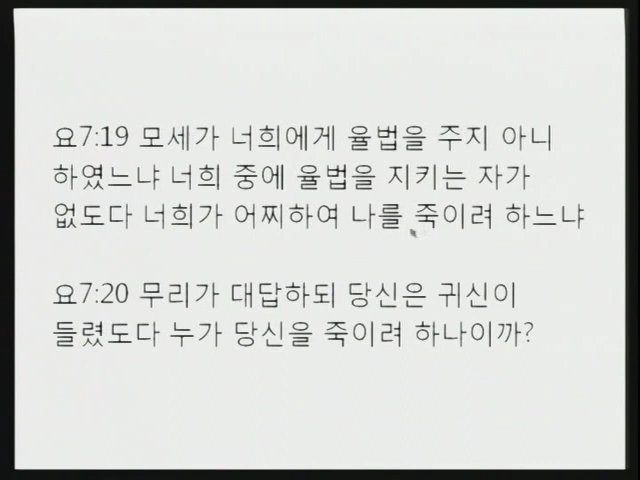 요7:19 모세가 너희에게 율법을 주지 아니
하였느냐 너희 중에 율법을 지키는 자가
없도다 너희가 어찌하여 나를 죽이려 하느냐
요7:20 무리가 대답하되 당신은 귀신이
들렸도다 누가 당신을 죽이려 하나이까?